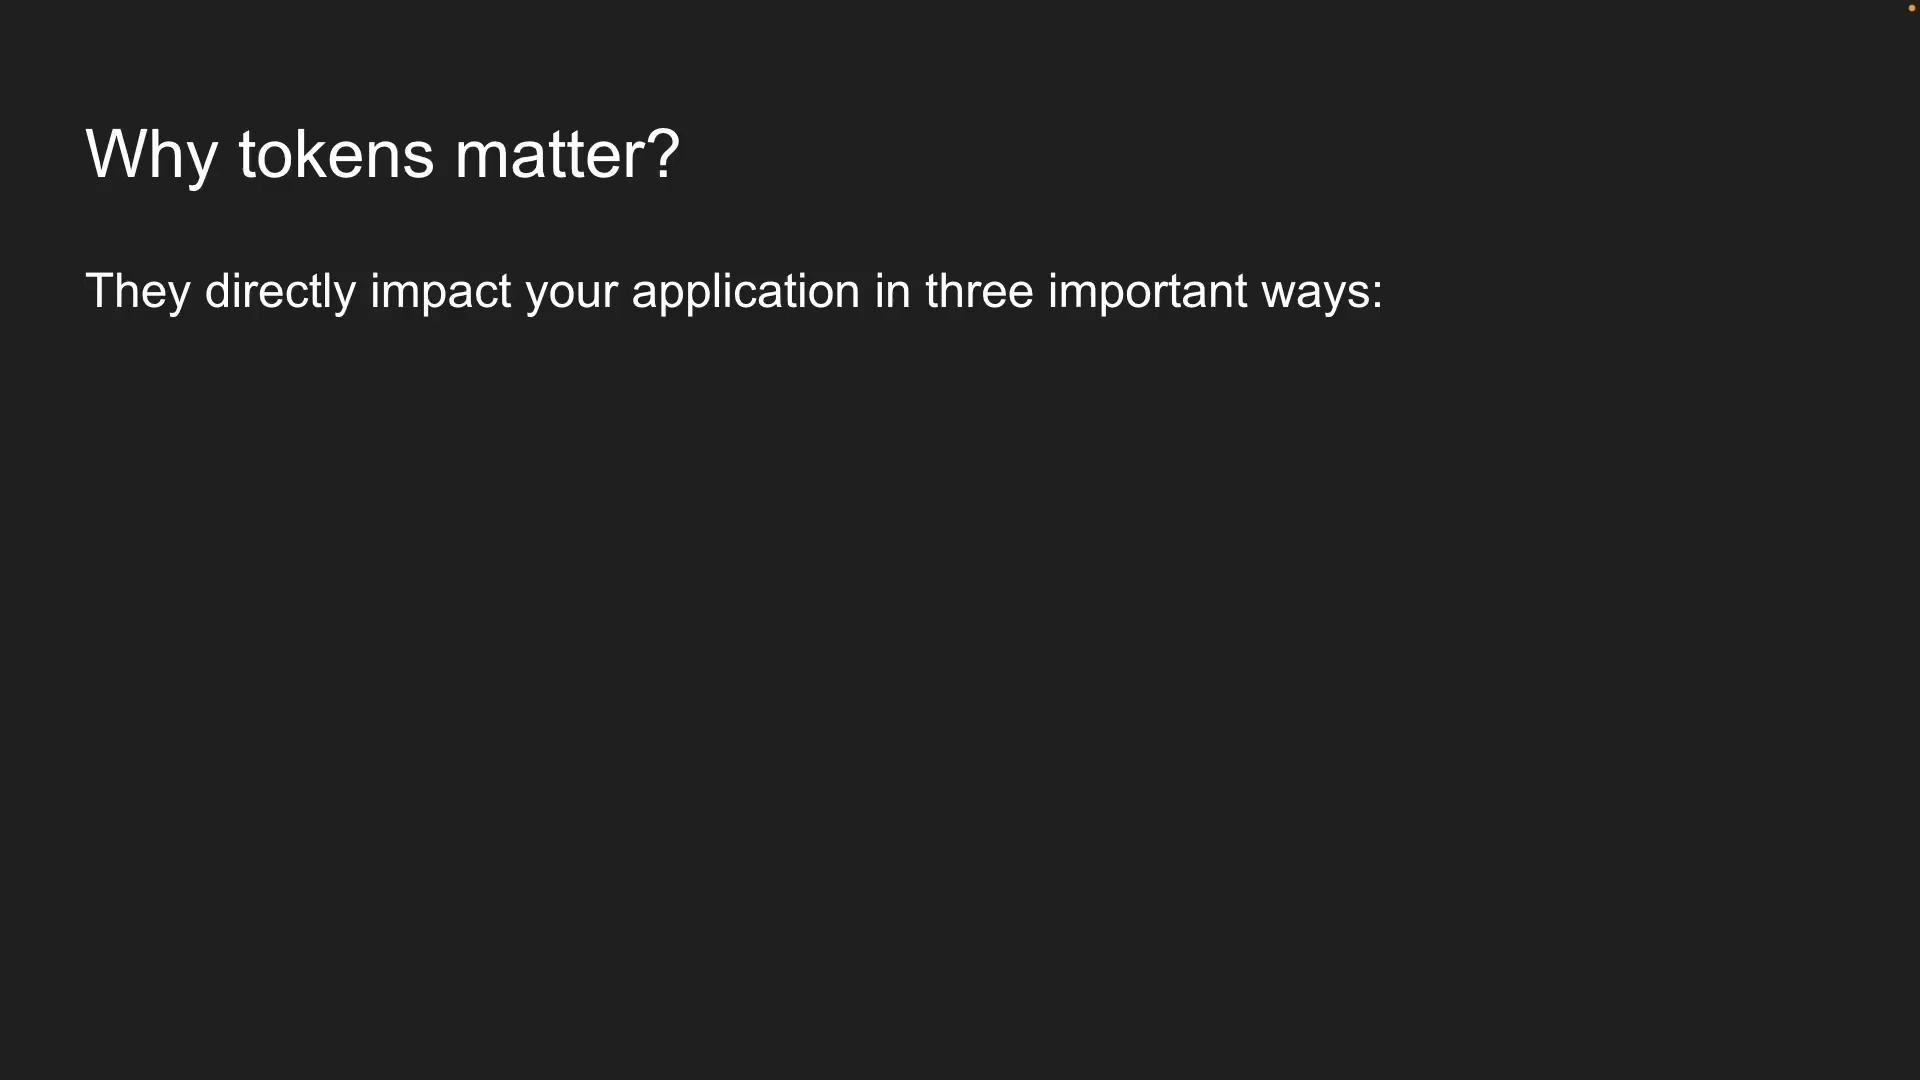 Why tokens matter?
They directly impact your application in three important ways: